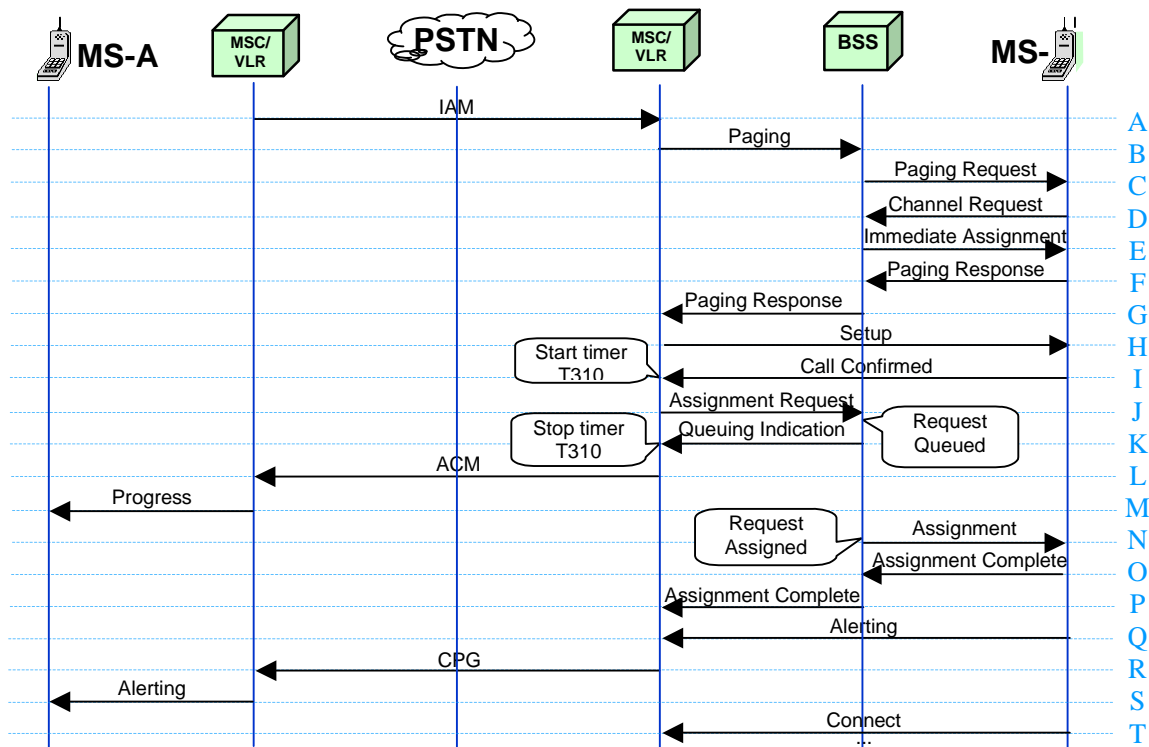 MS-A
MSC/
VLR
PSTN
MSC/
VLR
BSS
MS-
IAM
A
Paging
B
Paging Request
C
Channel Request
D
Immediate Assignment
E
Paging Response
F
Paging Response
G
Setup
H
Start timer
T310
Call Confirmed
I
Assignment Request
J
Request
Queued
Stop timer
T310
Queuing Indication
K
ACM
L
Progress
M
Request
Assigned
Assignment
N
Assignment Complete
O
Assignment Complete
P
Alerting
Q
CPG
R
Alerting
S
Connect
T
...